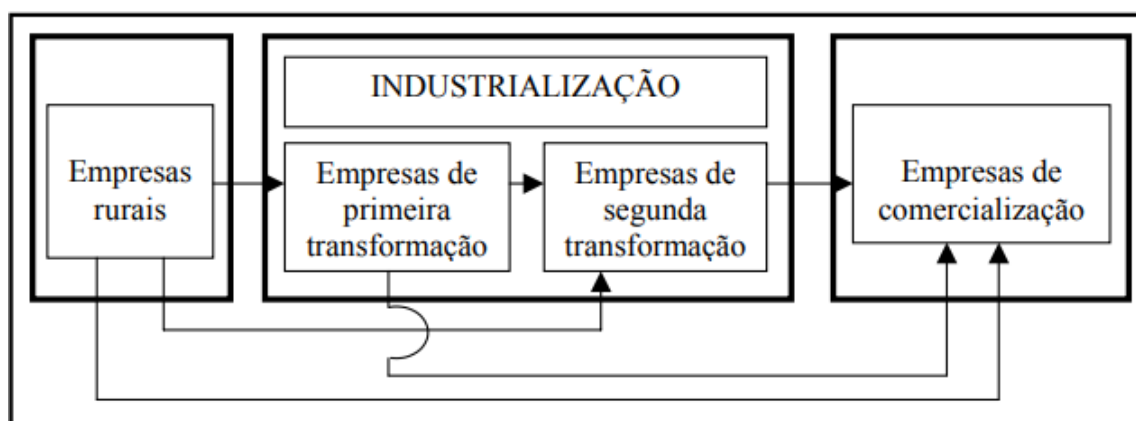 INDUSTRIALIZAÇÃO
Empresas
rurais
Empresas de
primeira
transformação
Empresas de
segunda
transformação
Empresas de
comercialização